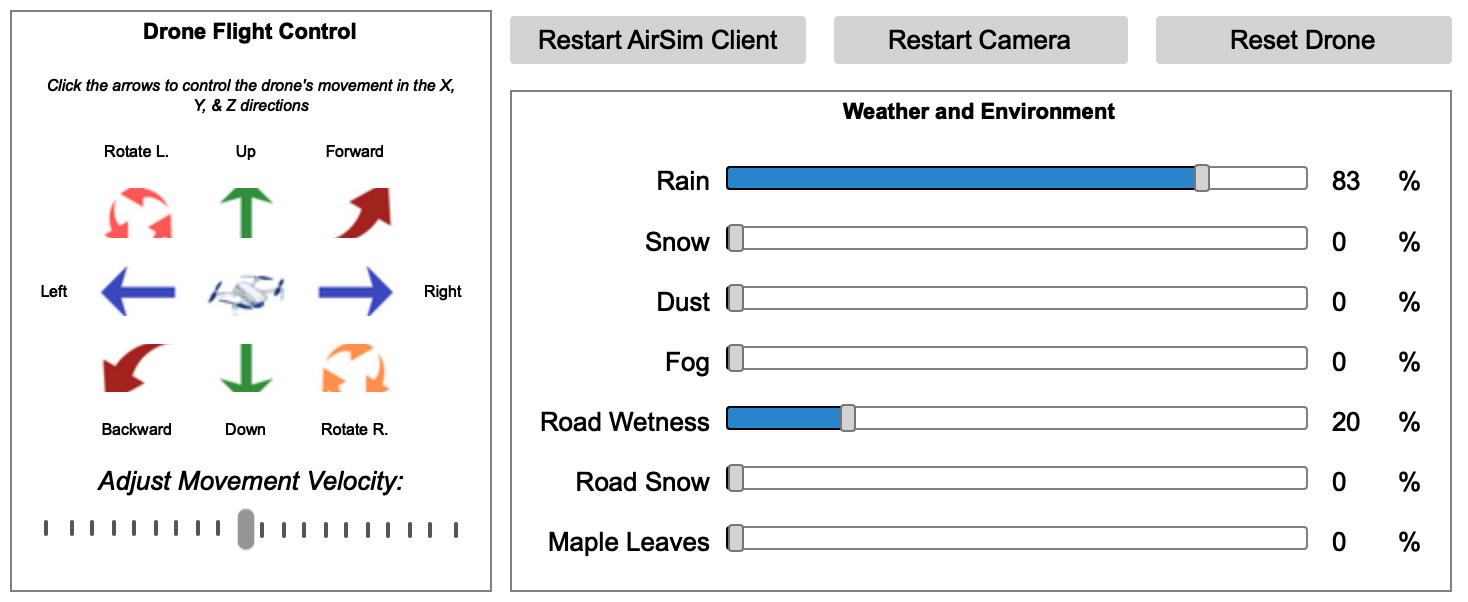 Drone Flight Control
Click the arrows to control the drone's movement in the X,
Y, & Z directions
Rotate L. Up Forward
Left Right
Backward Down Rotate R.
Adjust Movement Velocity:
Restart AirSim Client Restart Camera Reset Drone
Weather and Environment
Rain 83 %
Snow 0 %
Dust 0 %
Fog 0 %
Road Wetness 20 %
Road Snow 0 %
Maple Leaves 0 %